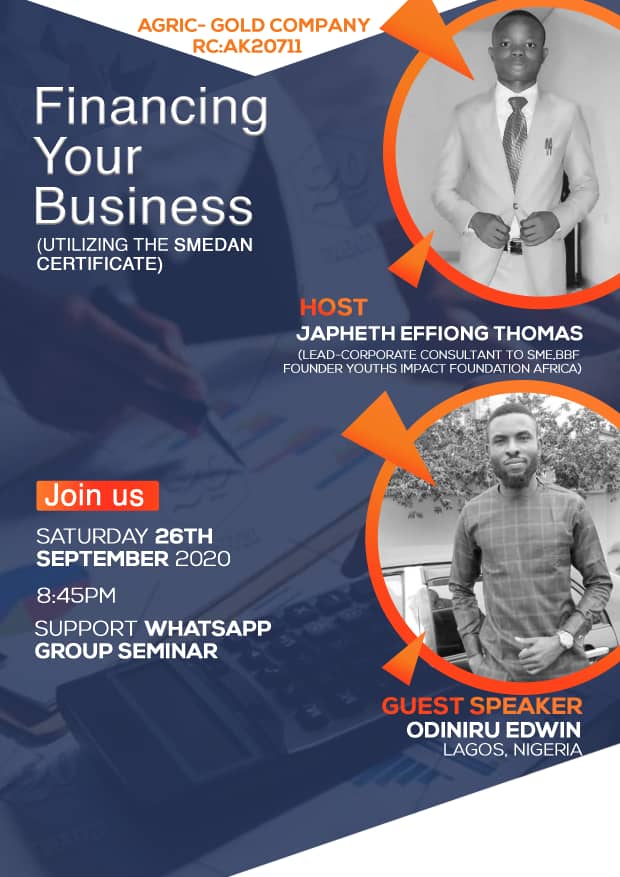 AGRIC- GOLD COMPANY
RC:AK20711
Financing
Your
Business
(UTILIZING THE SMEDAN
CERTIFICATE)
HOST
JAPHETH EFFIONG THOMAS
(LEAD-CORPORATE CONSULTANT TO SME,BBF
FOUNDER YOUTHS IMPACT FOUNDATION AFRICA)
Join us
SATURDAY 26TH
SEPTEMBER 2020
8:45PM
SUPPORT WHATSAPP
GROUP SEMINAR
GUEST SPEAKER
ODINIRU EDWIN
LAGOS, NIGERIA